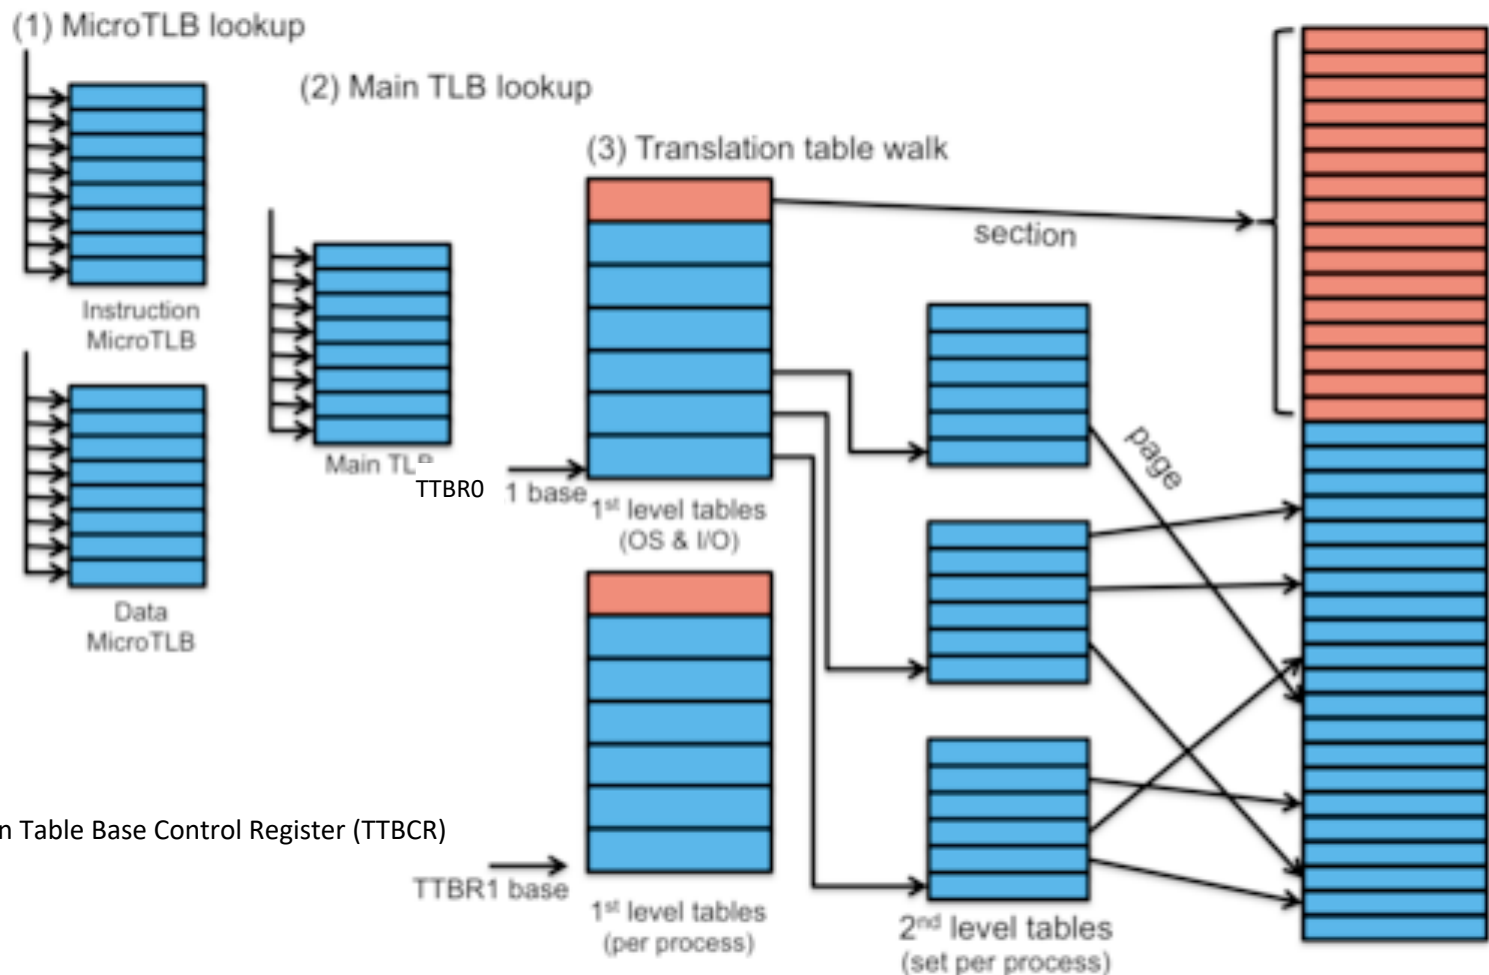 (1) MicroTLB lookup
(2) Main TLB lookup
(3) Translation table walk
section
Instruction
MicroTLB
page
Main TLB
TTBR0
1 base
1st level tables
(OS & I/O)
Data
MicroTLB
n Table Base Control Register (TTBCR)
TTBR1 base
1st level tables
(per process)
2nd level tables
(set per process)